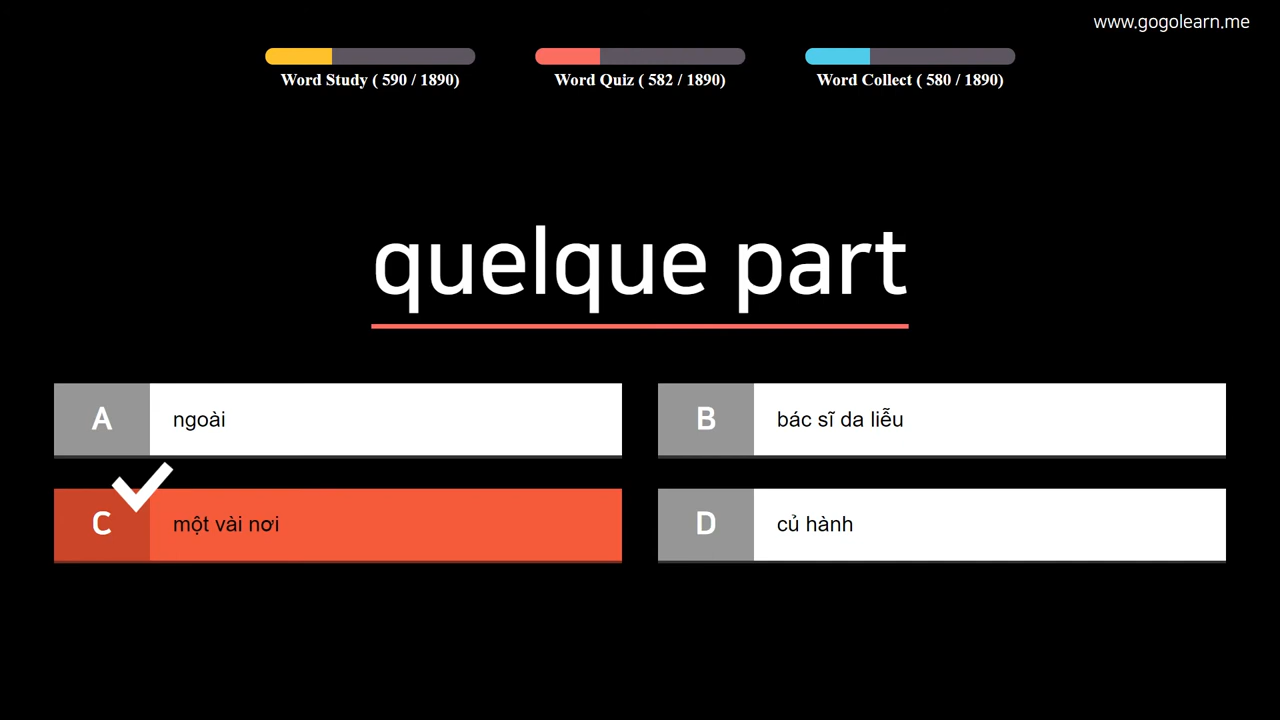 www.gogolearn.me
Word Study ( 590 / 1890)
Word Quiz ( 582 / 1890)
Word Collect ( 580 / 1890)
quelque part
A
ngoài
B
bác sĩ da liễu
C
một vài nơi
D
củ hành